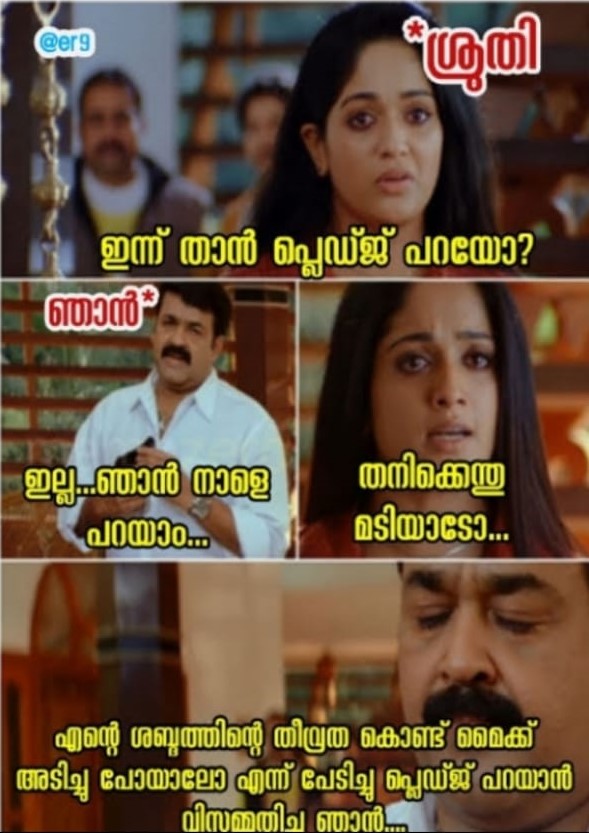 @er9
*ശ്രുതി
ഇന്ന് താൻ പ്ലെഡ്ജ് പറയോ?
ഞാൻ*
ഇല്ല...ഞാൻ നാളെ
പറയാം...
തനിക്കെന്തു
മടിയാടോ...
എന്റെ ശബ്ദത്തിന്റെ തീവ്രത കൊണ്ട് മൈക്ക്
അടിച്ചു പോയാലോ എന്ന് പേടിച്ചു പ്ലെഡ്ജ് പറയാൻ
വിസമ്മതിച്ച ഞാൻ....